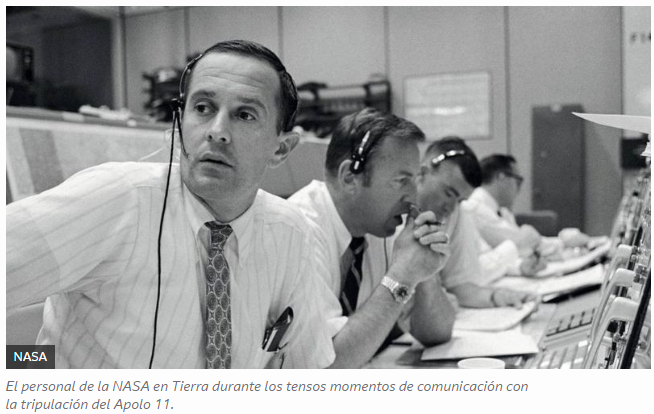 NASA
El personal de la NASA en Tierra durante los tensos momentos de comunicación con
la tripulación del Apolo 11.